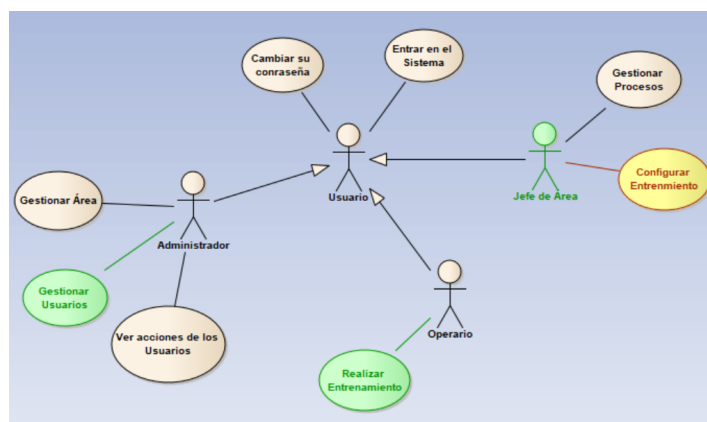 Cambiar su
conraseña
Entrar en el
Sistema
Gestionar
Procesos
Usuario
Jefe de Área
Configurar
Entrenmiento
Gestionar Área
Administrador
Gestionar
Usuarios
Ver acciones de los
Usuarios
Operario
Realizar
Entrenamiento